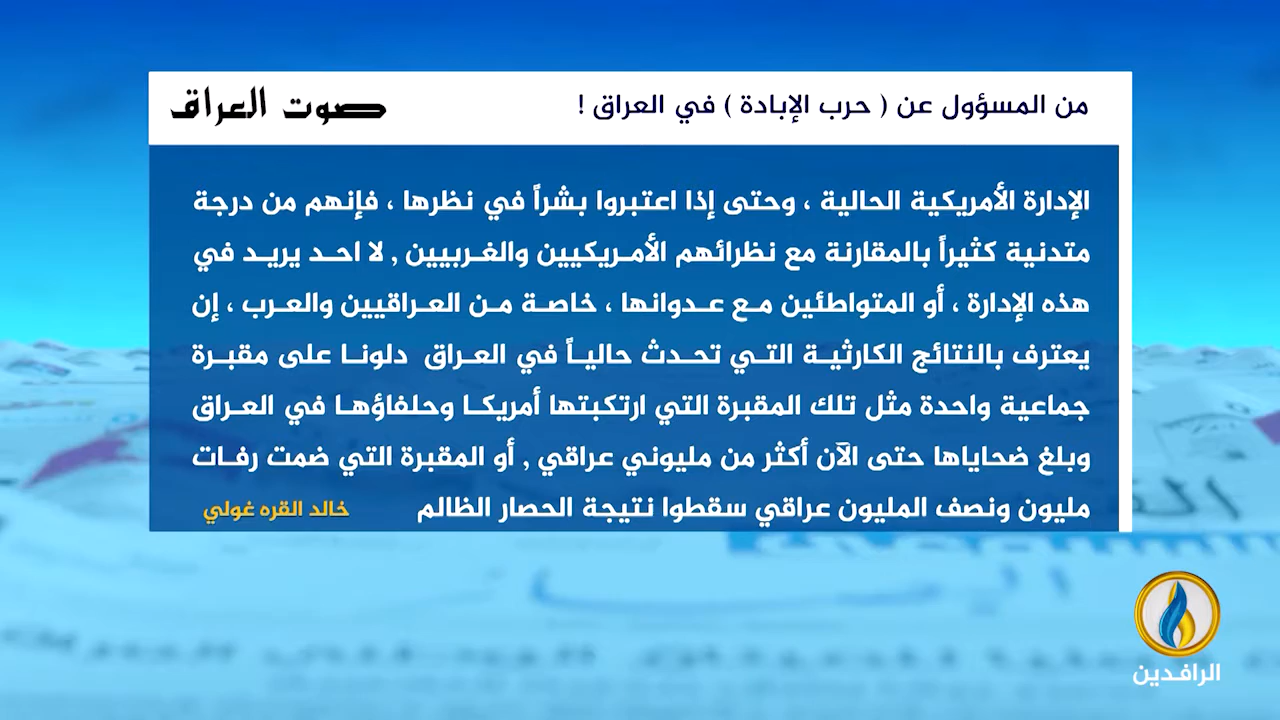 من المسؤول عن ( حرب الإبادة ) في العراق !
صوت العراق
الإدارة الأمريكية الحالية ، وحتى إذا اعتبروا بشراً في نظرها ، فإنهم من درجة
متدنية كثيراً بالمقارنة مع نظرائهم الأمريكيين والغربيين , لا احد يريد في
هذه الإدارة ، أو المتواطئين مع عدوانها ، خاصة من العراقيين والعرب ، إن
يعترف بالنتائج الكارثية التي تحدث حالياً في العراق دلونا على مقبرة
جماعية واحدة مثل تلك المقبرة التي ارتكبتها أمريكا وحلفاؤها في العراق
وبلغ ضحاياها حتى الآن أكثر من مليوني عراقي , أو المقبرة التي ضمت رفات
مليون ونصف المليون عراقي سقطوا نتيجة الحصار الظالم
خالد القره غولي
الرافدين